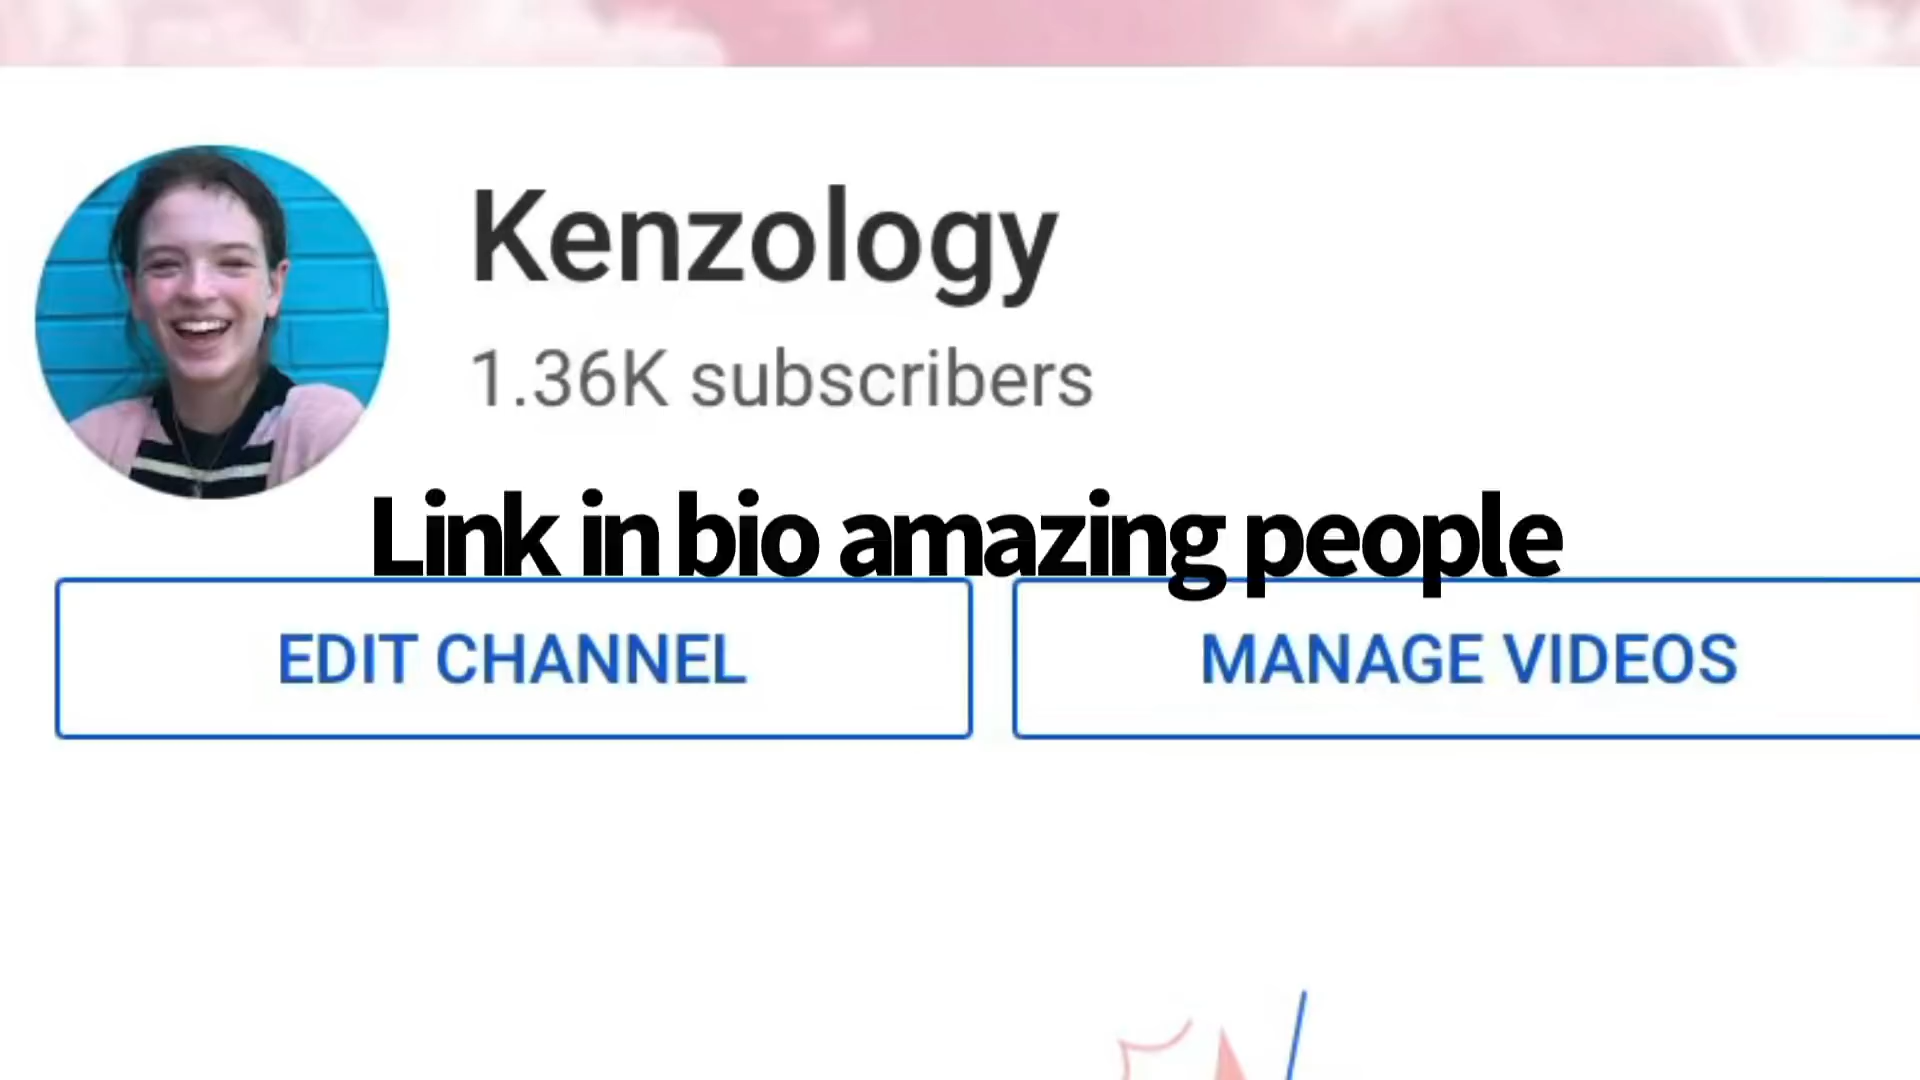 Kenzology
1.36K subscribers
Link in bio amazing people
EDIT CHANNEL
MANAGE VIDEOS